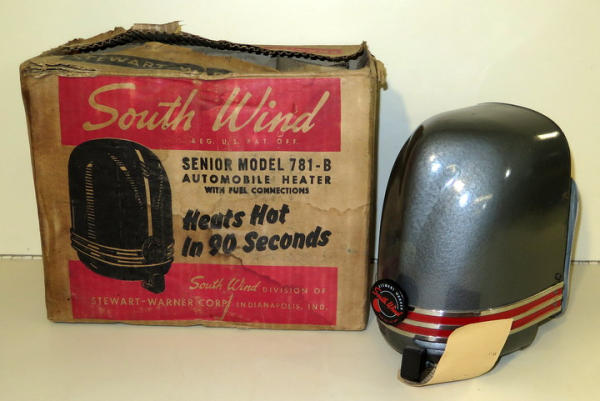 STEWART-WAR
South Wind
REG. U.S. PAT. OFF.
SENIOR MODEL 781-B
AUTOMOBILE HEATER
WITH FUEL CONNECTIONS
Heats Hot
In 90 Seconds
South Wind DIVISION OF
STEWART-WARNER CORP. INDIANAPOLIS, IND.